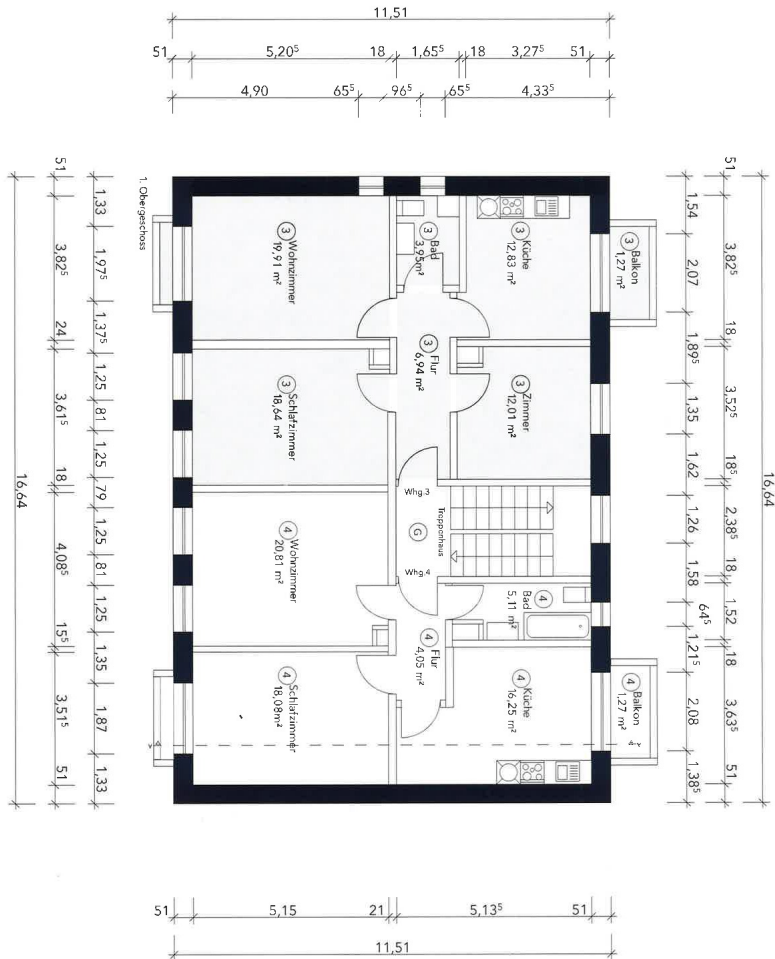 11,51
51 5,20⁵ 18 1,65⁵ 18 3,27⁵ 51
4,90 65⁵ 96⁵ 65⁵ 4,33⁵
1. Obergeschoss
16,64
51 3,82⁵ 24 3,61⁵ 18 4,08⁵ 15⁵ 3,51⁵ 51
1,33 1,97⁵ 1,37⁵ 1,25 81 1,25 79 1,25 81 1,25 1,35 1,87 1,33
3 Wohnzimmer
19,91 m²
3 Bad
3,95m²
3 Küche
12,83 m²
3 Balkon
1,27 m²
3 Flur
6,94 m²
3 Schlafzimmer
18,64 m²
3 Zimmer
12,01 m²
Whg.3
G
Treppenhaus
Whg.4
4 Wohnzimmer
20,81 m²
4
Bad
5,11 m²
4 Flur
4,05 m²
4 Schlafzimmer
18,08m²
4 Küche
16,25 m²
4 Balkon
1,27 m²
1,54 2,07 1,89⁵ 1,35 1,62 1,26 1,58 64⁵ 1,21⁵ 2,08 1,38⁵
51 3,82⁵ 18 3,52⁵ 18⁵ 2,38⁵ 18 1,52 18 3,63⁵ 51
16,64
51 5,15 21 5,13⁵ 51
11,51